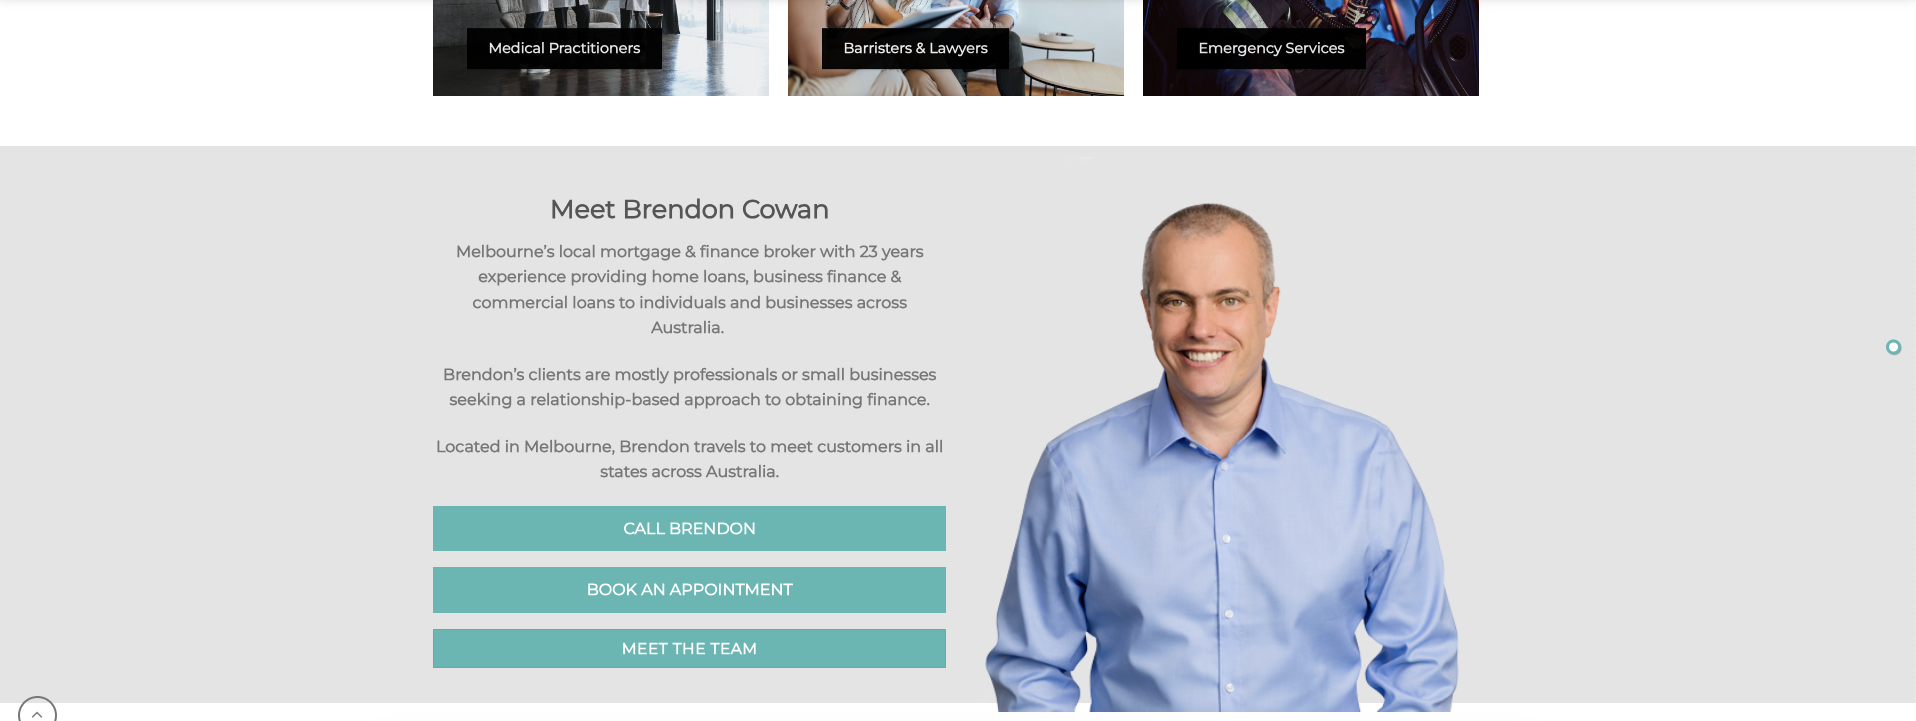 Medical Practitioners
Barristers & Lawyers
Emergency Services
Meet Brendon Cowan
Melbourne’s local mortgage & finance broker with 23 years
experience providing home loans, business finance &
commercial loans to individuals and businesses across
Australia.
Brendon’s clients are mostly professionals or small businesses
seeking a relationship-based approach to obtaining finance.
Located in Melbourne, Brendon travels to meet customers in all
states across Australia.
CALL BRENDON
BOOK AN APPOINTMENT
MEET THE TEAM